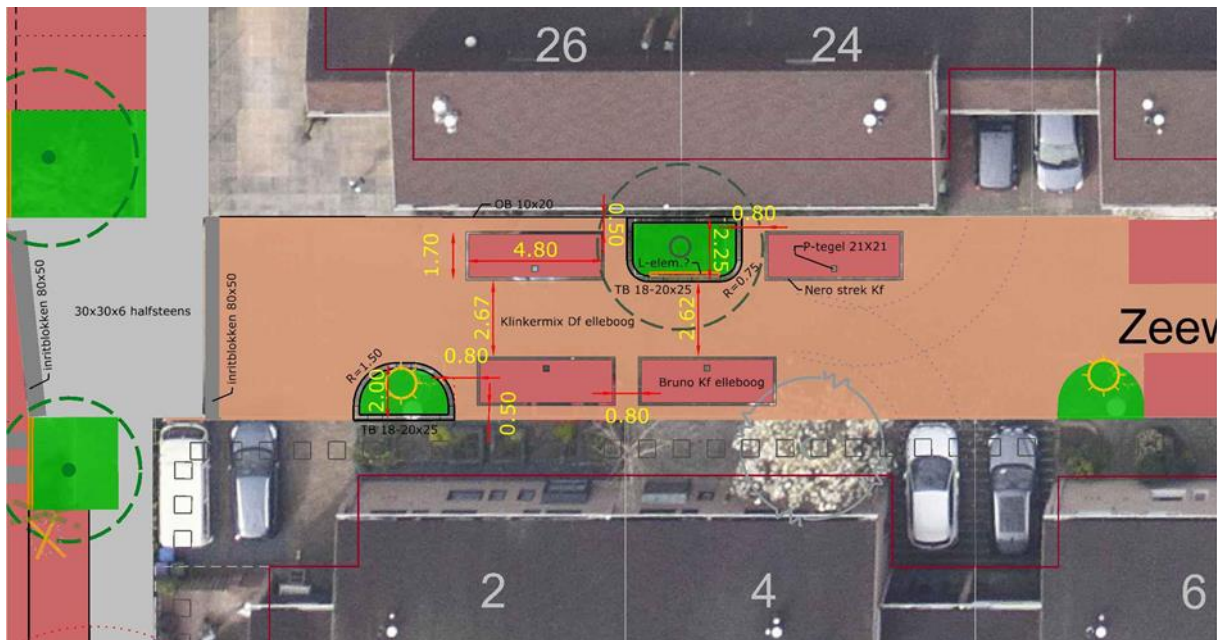 26
24
OB 10x20
0.50
0.80
1.70
4.80
2.25
P-tegel 21X21
L-elem.?
TB 18-20x25
R=0.75
Nero strek Kf
inritblokken 80x50
inritblokken 80x50
30x30x6 halfsteens
2.67
Klinkermix Df elleboog
2.62
Zeew
R=1.50
0.80
2.00
Bruno Kf elleboog
0.50
0.80
TB 18-20x25
2
4
6